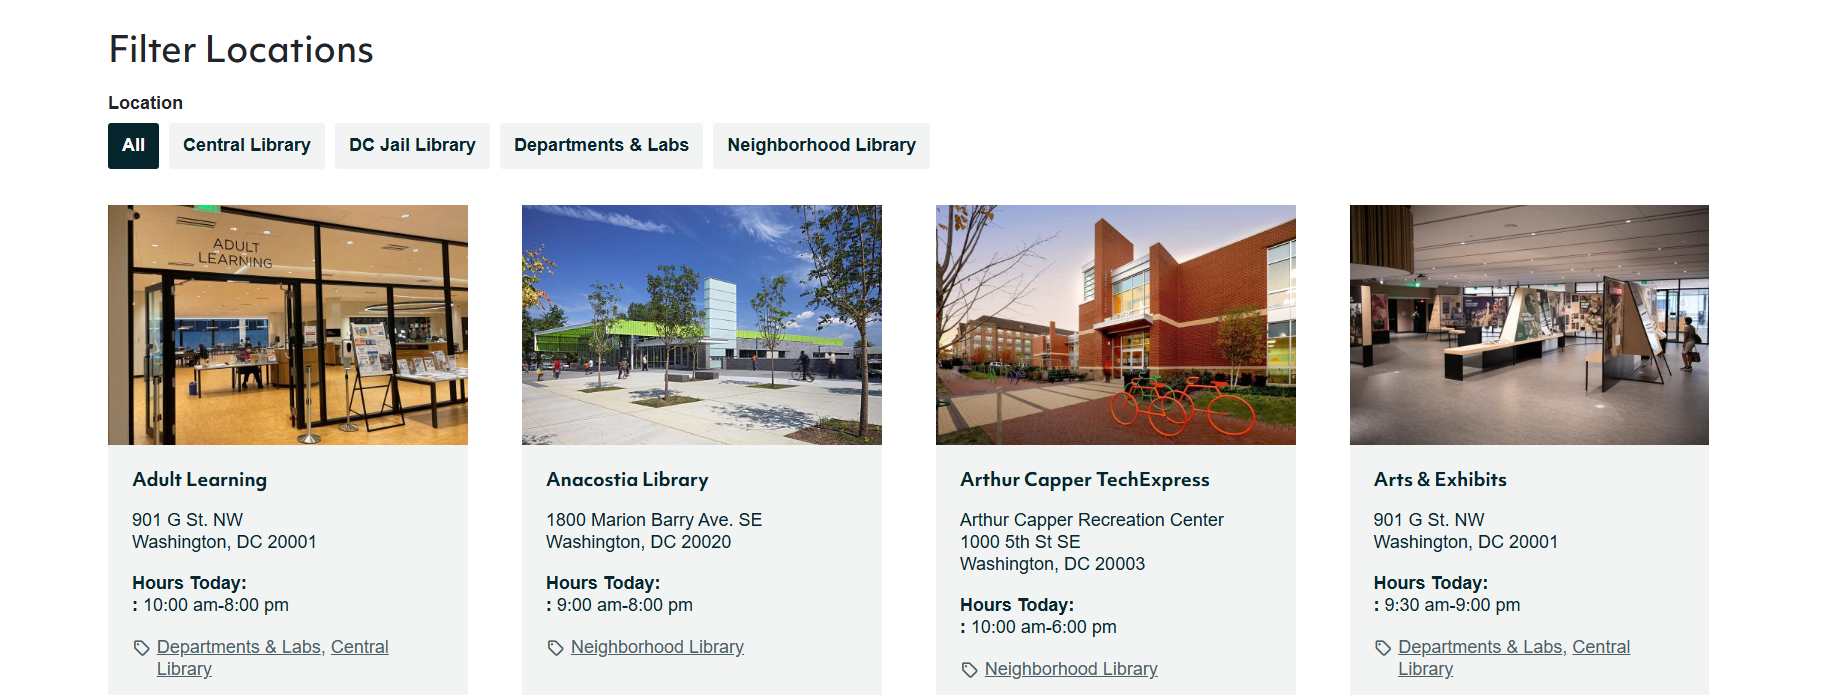 Filter Locations
Location
All
Central Library
DC Jail Library
Departments & Labs
Neighborhood Library
ADULT
LEARNING
Adult Learning
901 G St. NW
Washington, DC 20001
Hours Today:
: 10:00 am-8:00 pm
Departments & Labs, Central
Library
Anacostia Library
1800 Marion Barry Ave. SE
Washington, DC 20020
Hours Today:
: 9:00 am-8:00 pm
Neighborhood Library
Arthur Capper TechExpress
Arthur Capper Recreation Center
1000 5th St SE
Washington, DC 20003
Hours Today:
: 10:00 am-6:00 pm
Neighborhood Library
Arts & Exhibits
901 G St. NW
Washington, DC 20001
Hours Today:
: 9:30 am-9:00 pm
Departments & Labs, Central
Library